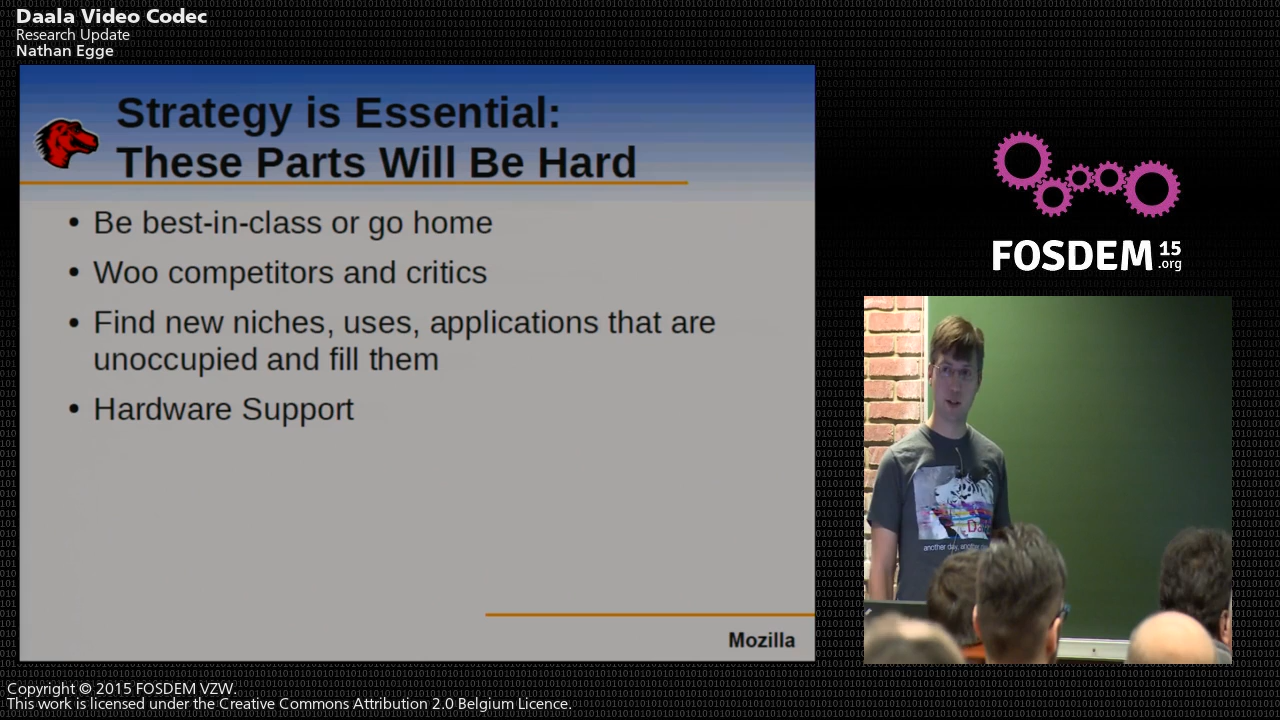 Daala Video Codec
Research Update
Nathan Egge
Strategy is Essential:
These Parts Will Be Hard
• Be best-in-class or go home
• Woo competitors and critics
• Find new niches, uses, applications that are
unoccupied and fill them
• Hardware Support
Mozilla
FOSDEM 15
.org
another day, another
Copyright © 2015 FOSDEM VZW.
This work is licensed under the Creative Commons Attribution 2.0 Belgium Licence.